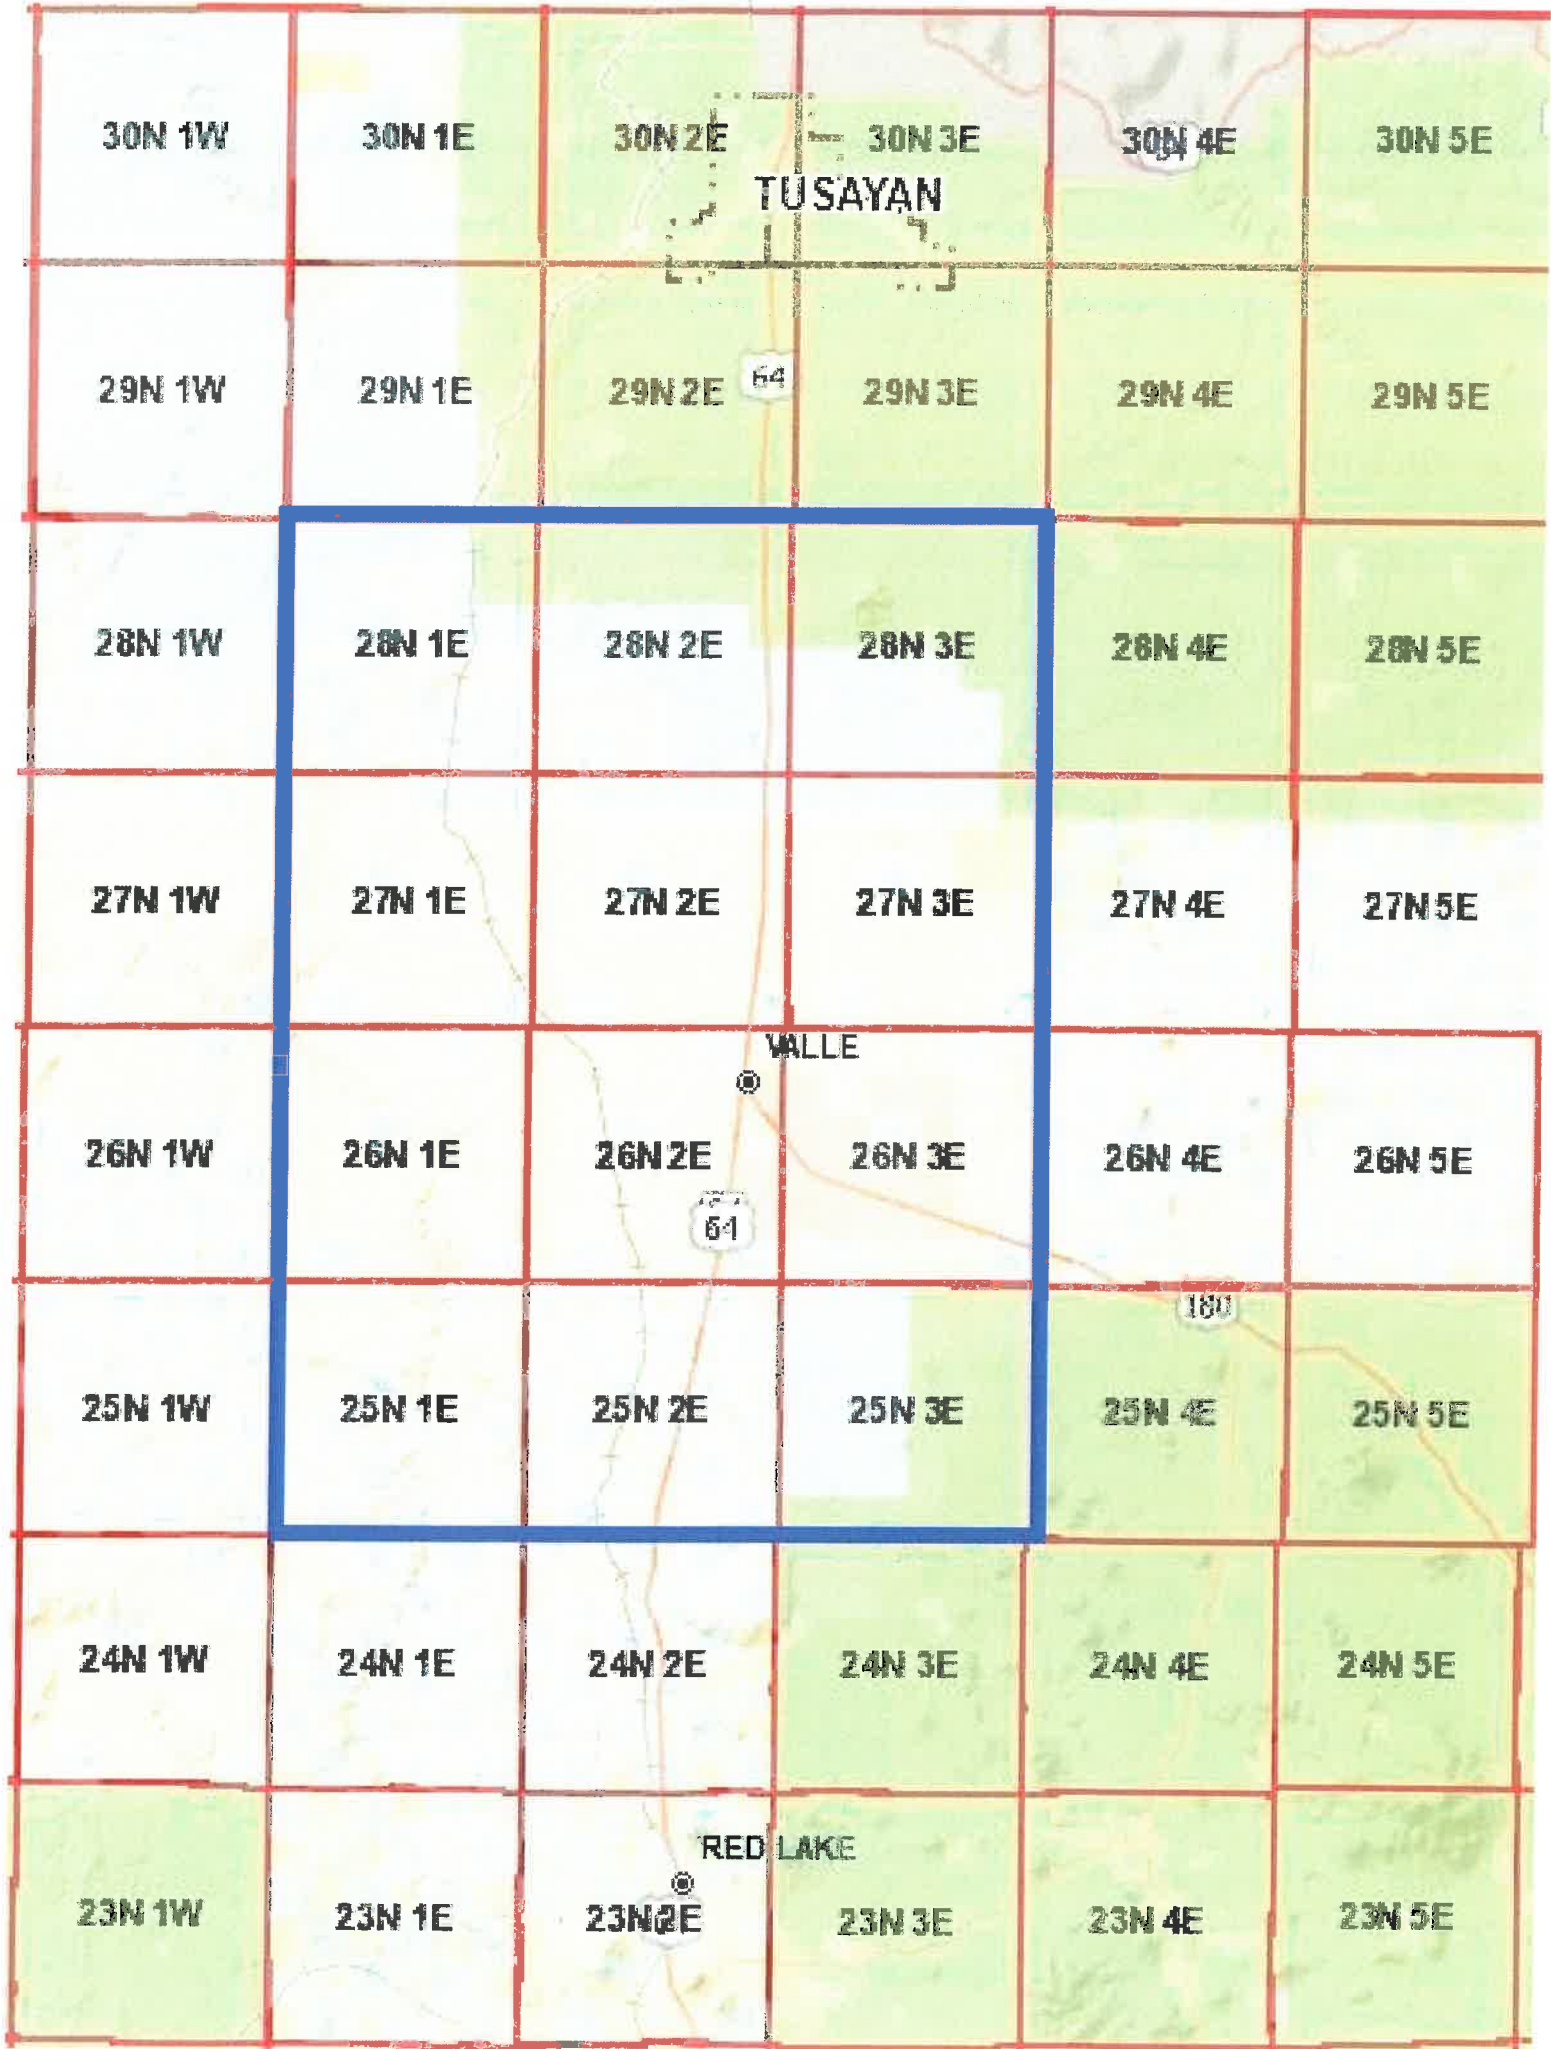 30N 1W 30N 1E 30N 2E 30N 3E 30N 4E 30N 5E
TUSAYAN
29N 1W 29N 1E 29N 2E 64 29N 3E 29N 4E 29N 5E
28N 1W 28N 1E 28N 2E 28N 3E 28N 4E 28N 5E
27N 1W 27N 1E 27N 2E 27N 3E 27N 4E 27N 5E
VALLE
26N 1W 26N 1E 26N 2E 26N 3E 26N 4E 26N 5E
64
180
25N 1W 25N 1E 25N 2E 25N 3E 25N 4E 25N 5E
24N 1W 24N 1E 24N 2E 24N 3E 24N 4E 24N 5E
RED LAKE
23N 1W 23N 1E 23N 2E 23N 3E 23N 4E 23N 5E